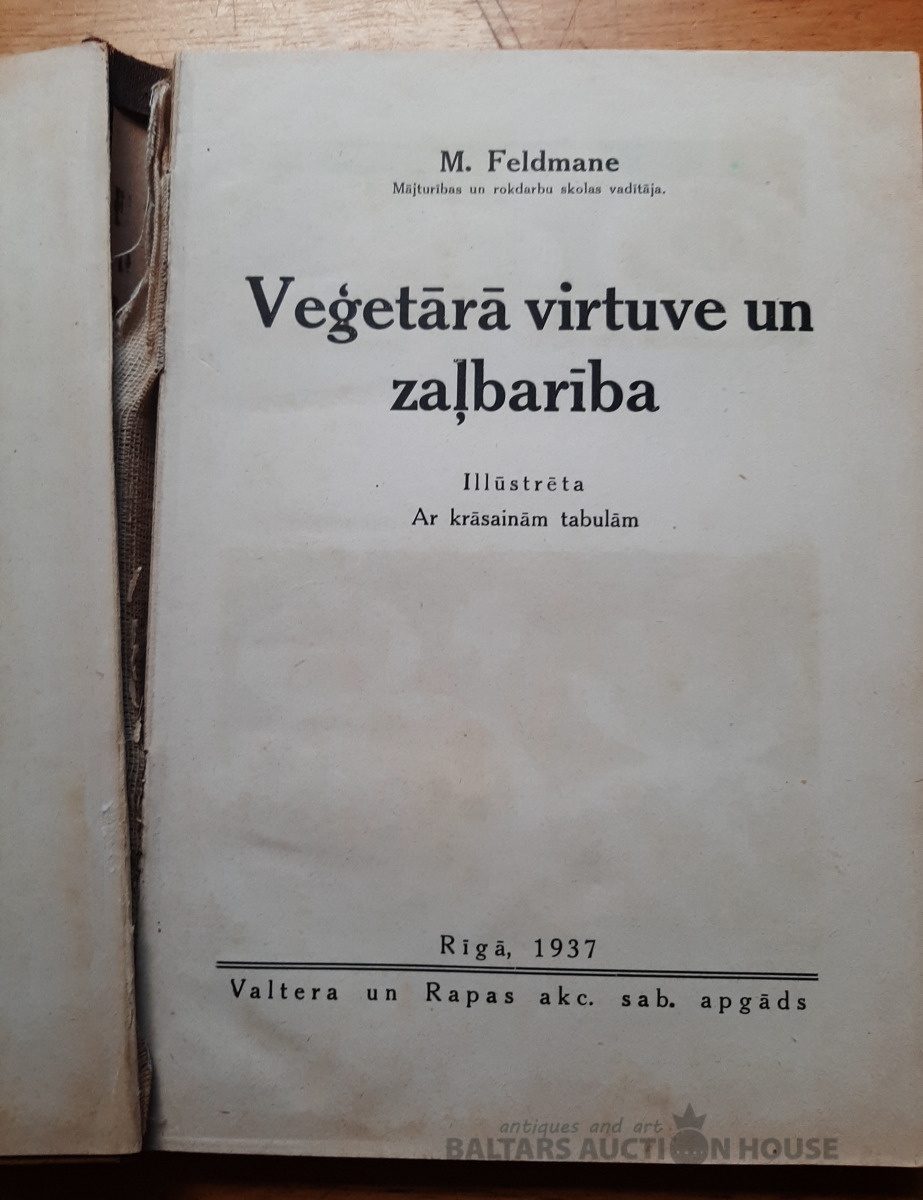 M. Feldmane
Mājturības un rokdarbu skolas vadītāja.
Veģetārā virtuve un
zaļbarība
Illūstrēta
Ar krāsainām tabulām
Rīgā, 1937
Valtera un Rapas akc. sab. apgāds
antiques and art
BALTARS AUCTION HOUSE